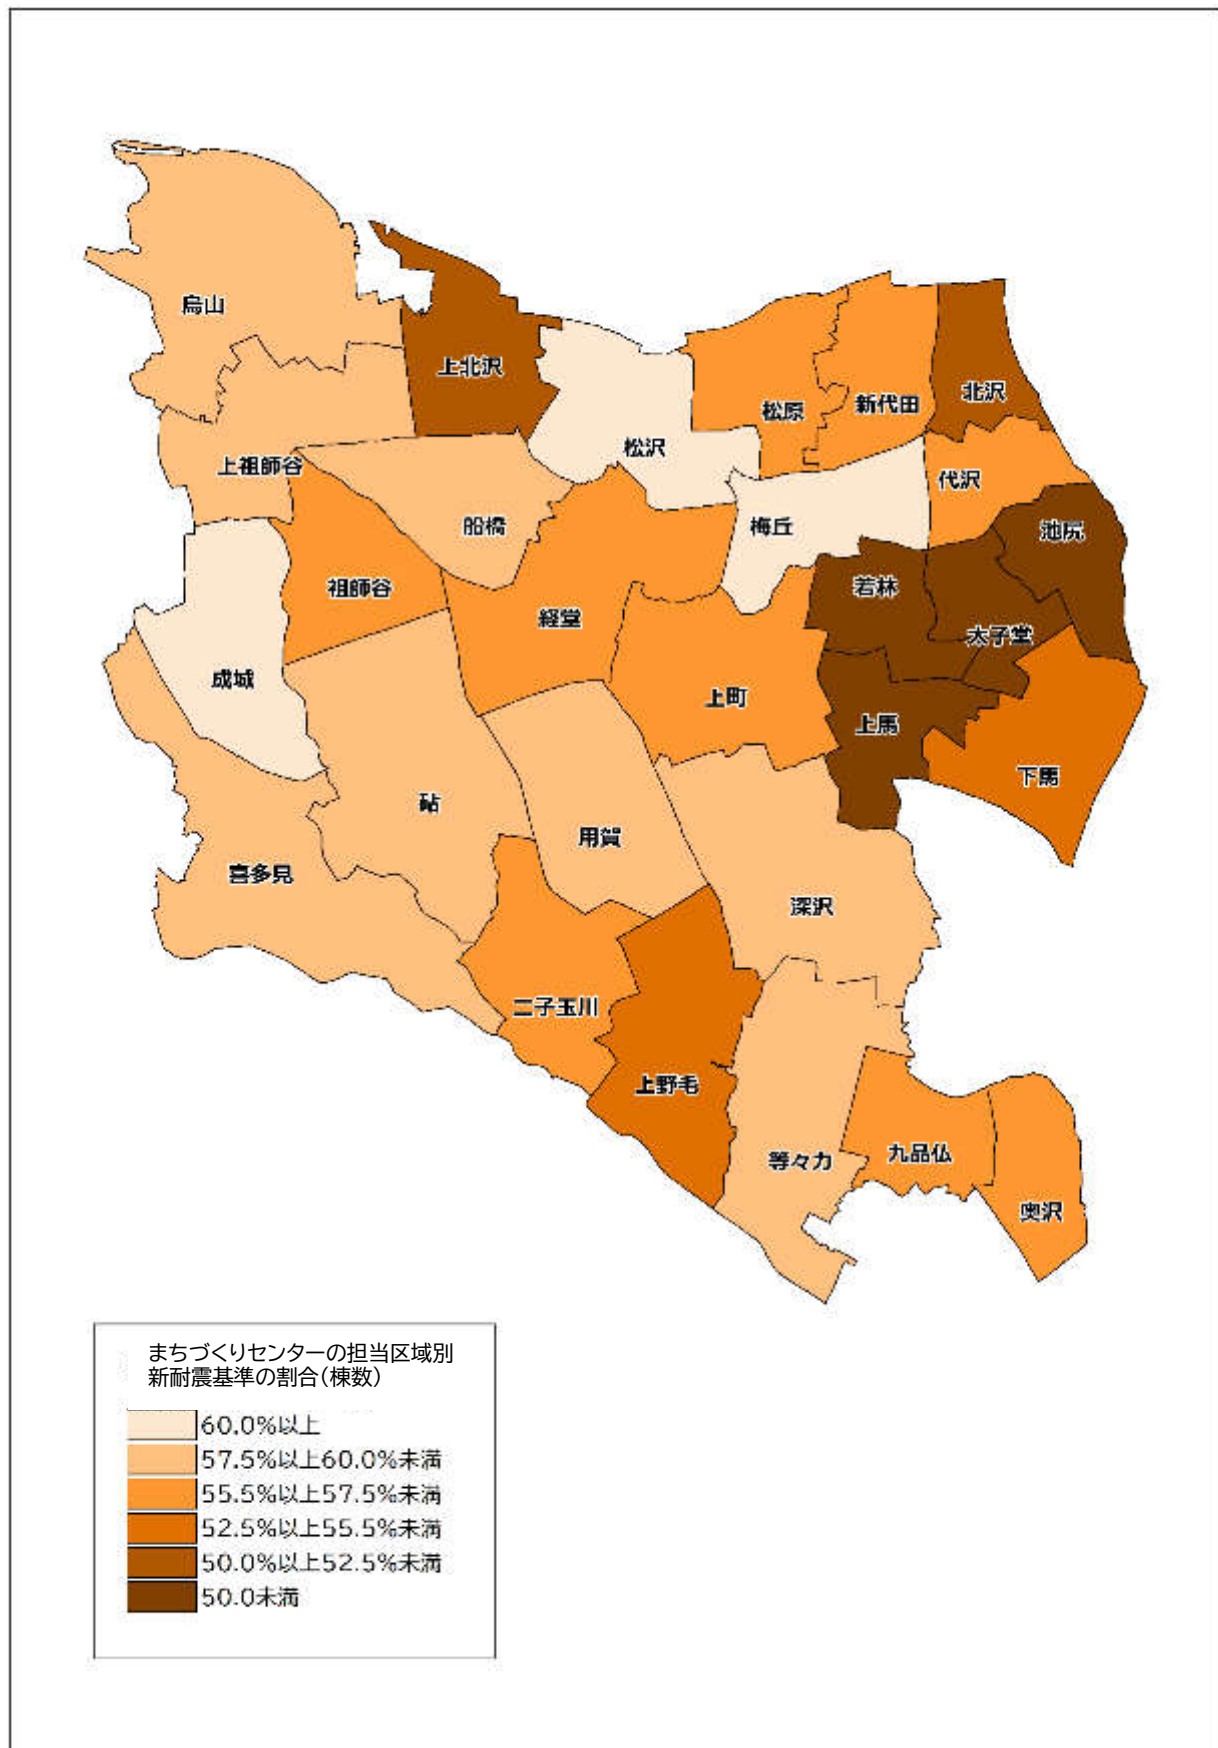 烏山
上北沢
松原
新代田
北沢
松沢
上祖師谷
船橋
梅丘
代沢
池尻
祖師谷
経堂
若林
太子堂
成城
上町
上馬
下馬
砧
用賀
喜多見
深沢
二子玉川
上野毛
等々力
九品仏
奥沢
まちづくりセンターの担当区域別
新耐震基準の割合(棟数)
60.0%以上
57.5%以上60.0%未満
55.5%以上57.5%未満
52.5%以上55.5%未満
50.0%以上52.5%未満
50.0未満